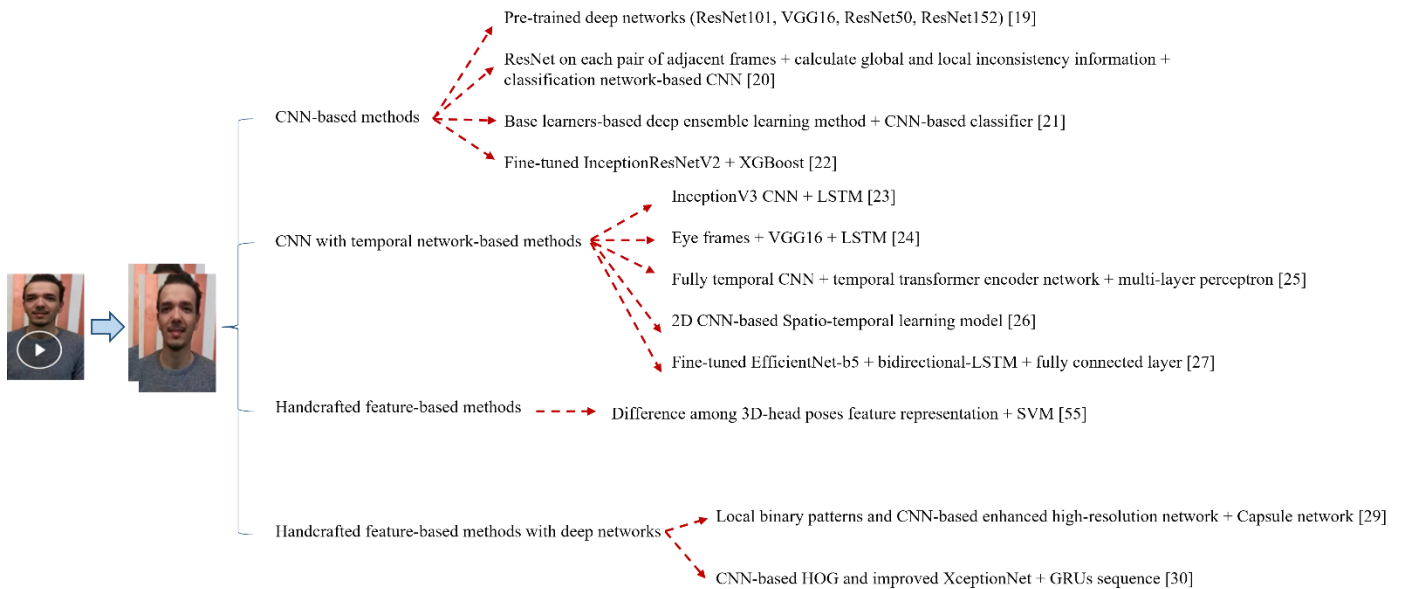 Pre-trained deep networks (ResNet101, VGG16, ResNet50, ResNet152) [19]
ResNet on each pair of adjacent frames + calculate global and local inconsistency information +
classification network-based CNN [20]
CNN-based methods
Base learners-based deep ensemble learning method + CNN-based classifier [21]
Fine-tuned InceptionResNetV2 + XGBoost [22]
InceptionV3 CNN + LSTM [23]
CNN with temporal network-based methods
Eye frames + VGG16 + LSTM [24]
Fully temporal CNN + temporal transformer encoder network + multi-layer perceptron [25]
2D CNN-based Spatio-temporal learning model [26]
Fine-tuned EfficientNet-b5 + bidirectional-LSTM + fully connected layer [27]
Handcrafted feature-based methods
Difference among 3D-head poses feature representation + SVM [55]
Handcrafted feature-based methods with deep networks
Local binary patterns and CNN-based enhanced high-resolution network + Capsule network [29]
CNN-based HOG and improved XceptionNet + GRUs sequence [30]